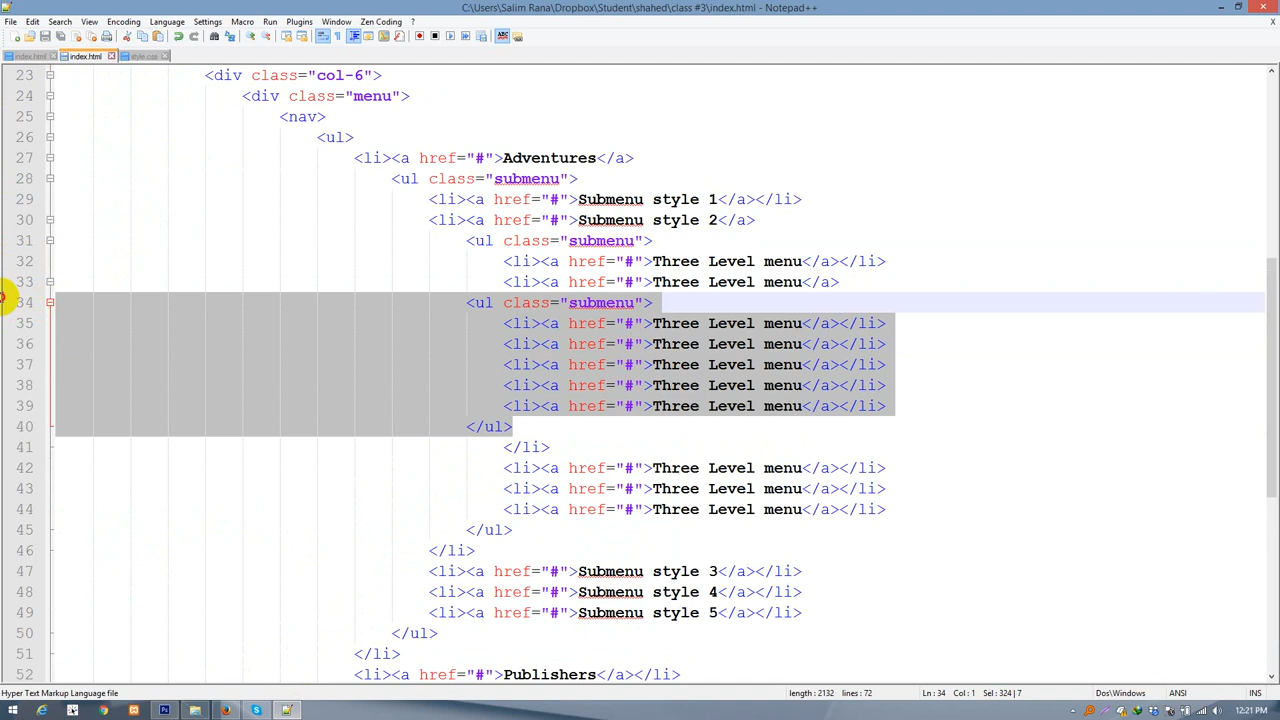 C:\Users\Salim Rana\Dropbox\Student\shahed\class #3\index.html - Notepad++
File Edit Search View Encoding Language Settings Macro Run Plugins Window Zen Coding ?
index.html index.html style.css
23 <div class="col-6">
24 <div class="menu">
25 <nav>
26 <ul>
27 <li><a href="#">Adventures</a>
28 <ul class="submenu">
29 <li><a href="#">Submenu style 1</a></li>
30 <li><a href="#">Submenu style 2</a>
31 <ul class="submenu">
32 <li><a href="#">Three Level menu</a></li>
33 <li><a href="#">Three Level menu</a>
34 <ul class="submenu">
35 <li><a href="#">Three Level menu</a></li>
36 <li><a href="#">Three Level menu</a></li>
37 <li><a href="#">Three Level menu</a></li>
38 <li><a href="#">Three Level menu</a></li>
39 <li><a href="#">Three Level menu</a></li>
40 </ul>
41 </li>
42 <li><a href="#">Three Level menu</a></li>
43 <li><a href="#">Three Level menu</a></li>
44 <li><a href="#">Three Level menu</a></li>
45 </ul>
46 </li>
47 <li><a href="#">Submenu style 3</a></li>
48 <li><a href="#">Submenu style 4</a></li>
49 <li><a href="#">Submenu style 5</a></li>
50 </ul>
51 </li>
52 <li><a href="#">Publishers</a></li>
Hyper Text Markup Language file length : 2132 lines : 72 Ln : 34 Col : 1 Sel : 324 | 7 Dos\Windows ANSI INS
12:21 PM